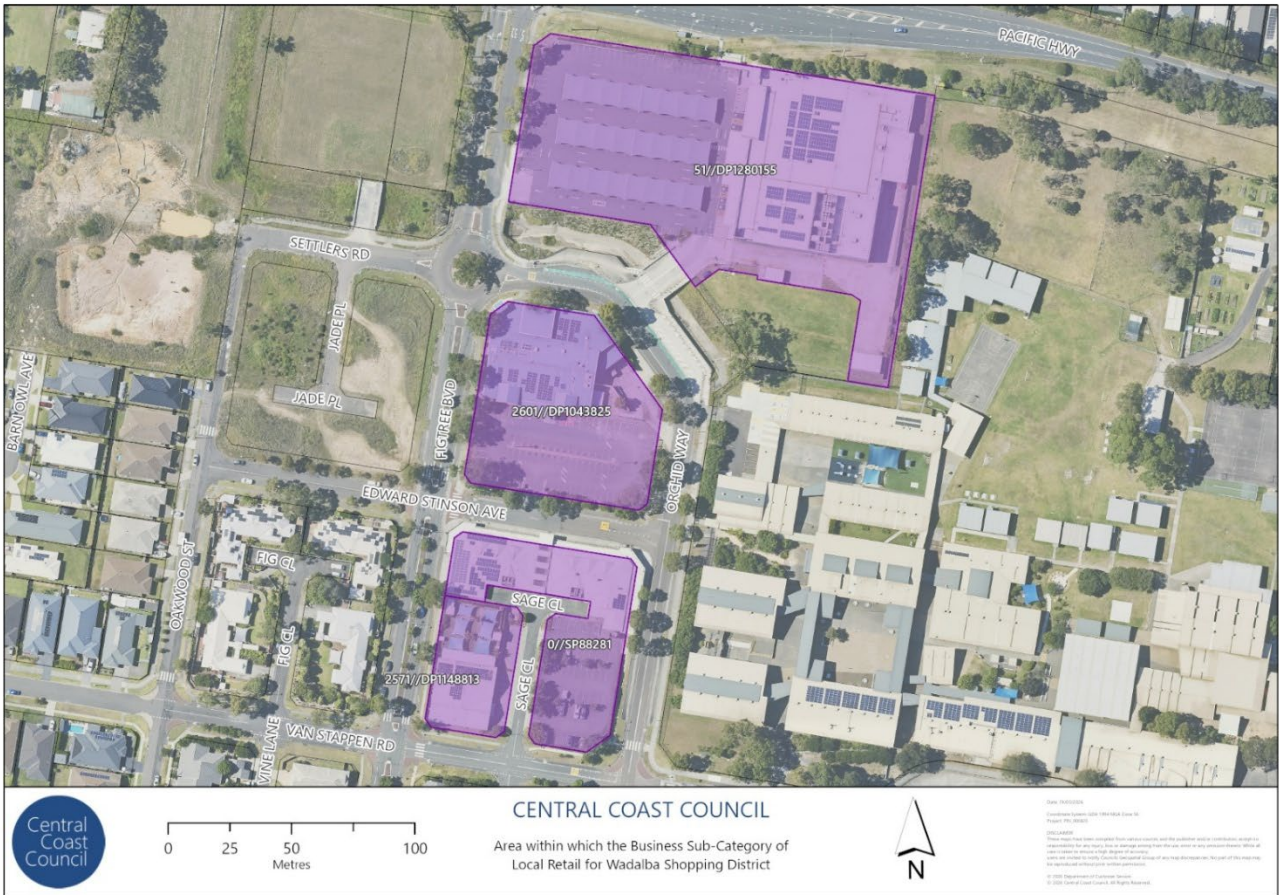 PACIFIC HWY
51//DP1280155
SETTLERS RD
JADE PL
JADE PL
BARN OWL AVE
FIGTREE BVD
2601//DP1043825
ORCHID WAY
EDWARD STINSON AVE
OAKWOOD ST
FIG CL
FIG CL
SAGE CL
0//SP88281
2571//DP1148813
SAGE CL
VINE LANE
VAN STAPPEN RD
Central
Coast
Council
0 25 50 100
Metres
CENTRAL COAST COUNCIL
Area within which the Business Sub-Category of
Local Retail for Wadalba Shopping District
N
DISCLAIMER